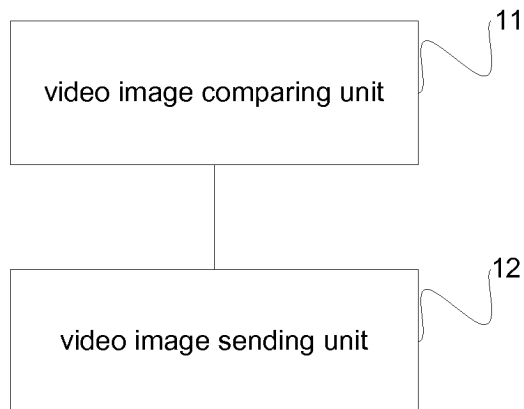 11
video image comparing unit
12
video image sending unit